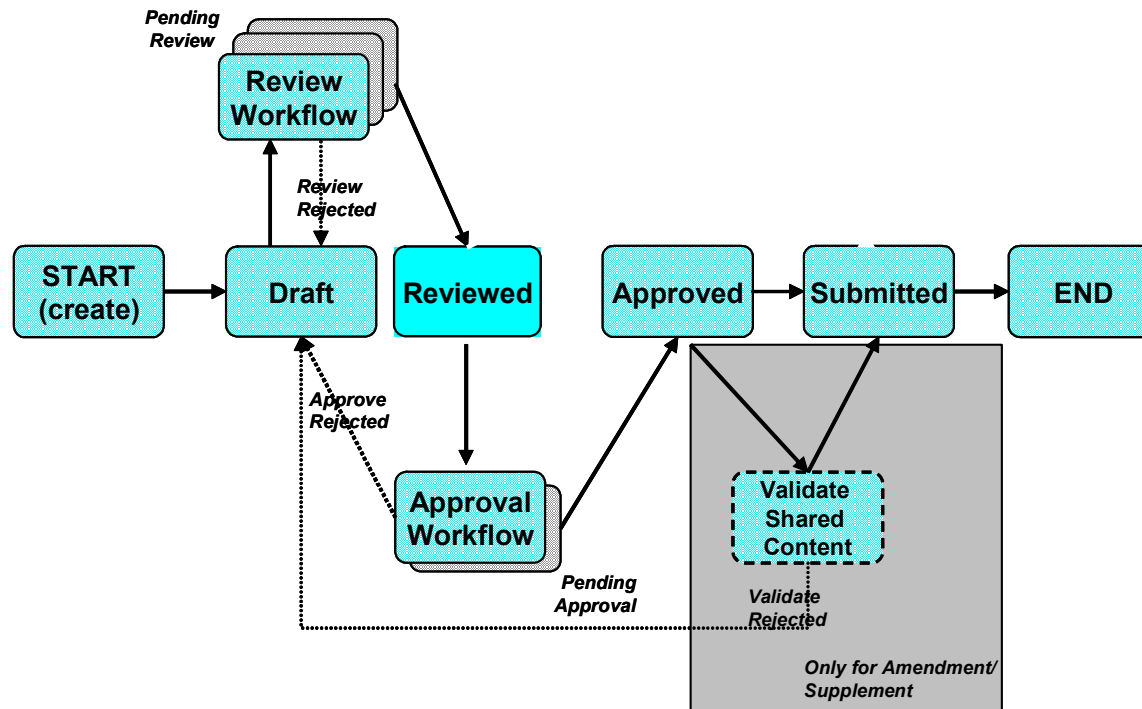 Pending
Review
Review
Workflow
Review
Rejected
START
(create)
Draft
Reviewed
Approved
Submitted
END
Approve
Rejected
Approval
Workflow
Pending
Approval
Validate
Shared
Content
Validate
Rejected
Only for Amendment/
Supplement